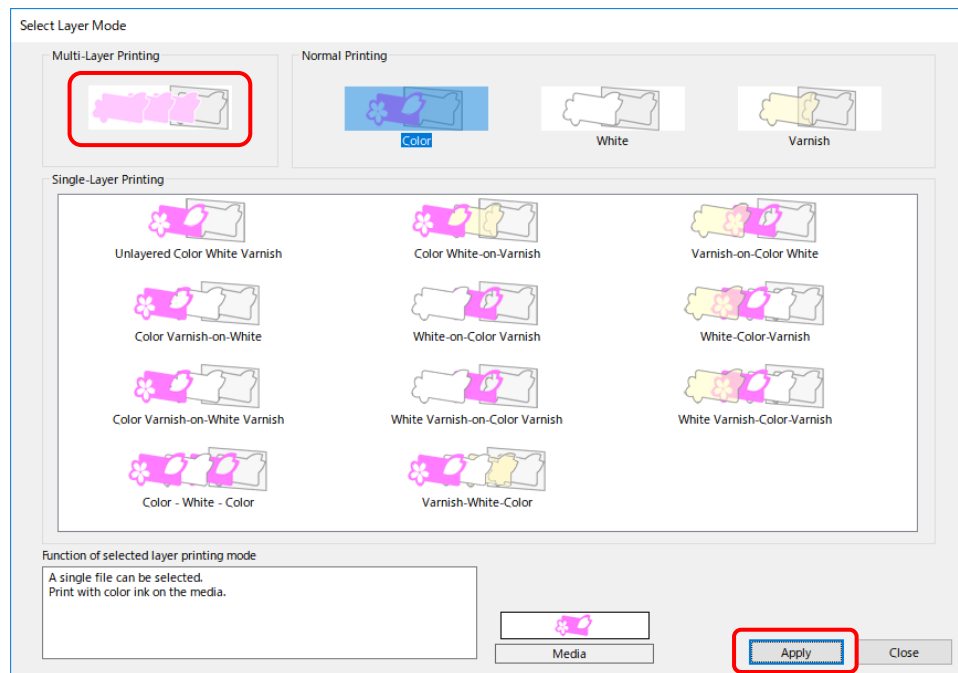 Select Layer Mode
Multi-Layer Printing
Normal Printing
Color
White
Varnish
Single-Layer Printing
Unlayered Color White Varnish
Color White-on-Varnish
Varnish-on-Color White
Color Varnish-on-White
White-on-Color Varnish
White-Color-Varnish
Color Varnish-on-White Varnish
White Varnish-on-Color Varnish
White Varnish-Color-Varnish
Color - White - Color
Varnish-White-Color
Function of selected layer printing mode
A single file can be selected.
Print with color ink on the media.
Media
Apply
Close